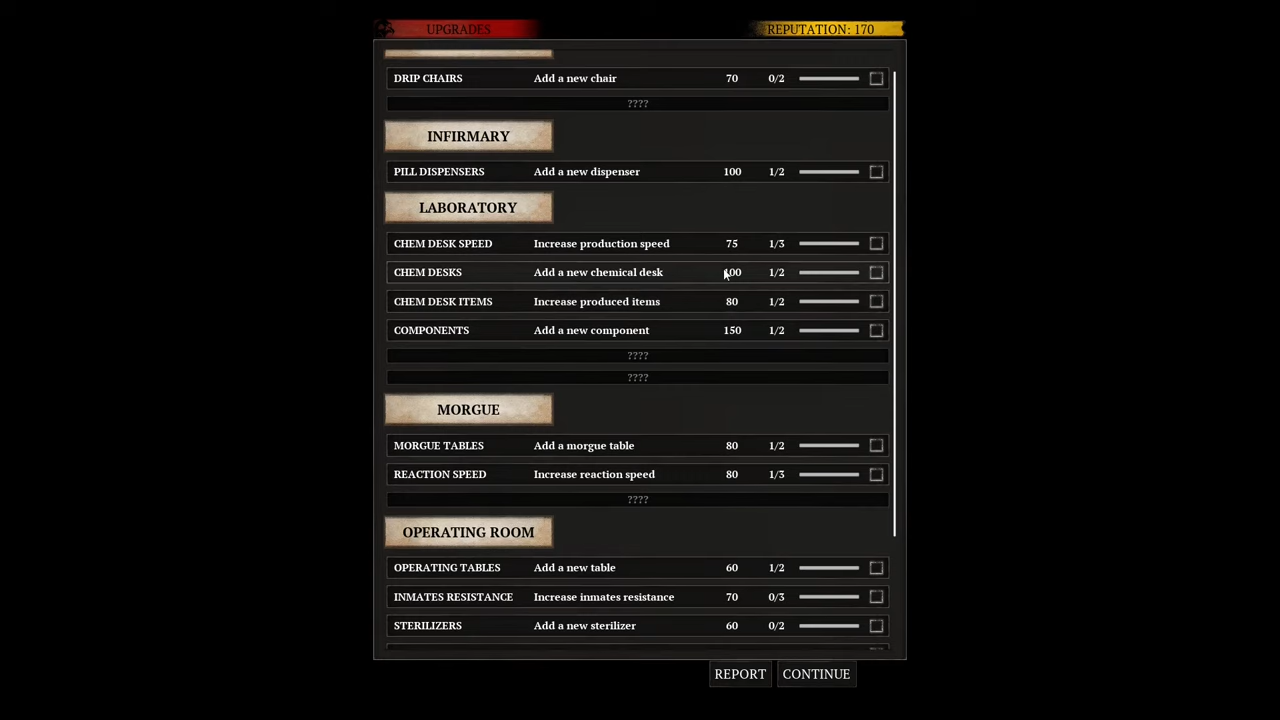 UPGRADES REPUTATION: 170
DRIP CHAIRS Add a new chair 70 0/2
????
INFIRMARY
PILL DISPENSERS Add a new dispenser 100 1/2
LABORATORY
CHEM DESK SPEED Increase production speed 75 1/3
CHEM DESKS Add a new chemical desk 100 1/2
CHEM DESK ITEMS Increase produced items 80 1/2
COMPONENTS Add a new component 150 1/2
????
????
MORGUE
MORGUE TABLES Add a morgue table 80 1/2
REACTION SPEED Increase reaction speed 80 1/3
????
OPERATING ROOM
OPERATING TABLES Add a new table 60 1/2
INMATES RESISTANCE Increase inmates resistance 70 0/3
STERILIZERS Add a new sterilizer 60 0/2
REPORT CONTINUE